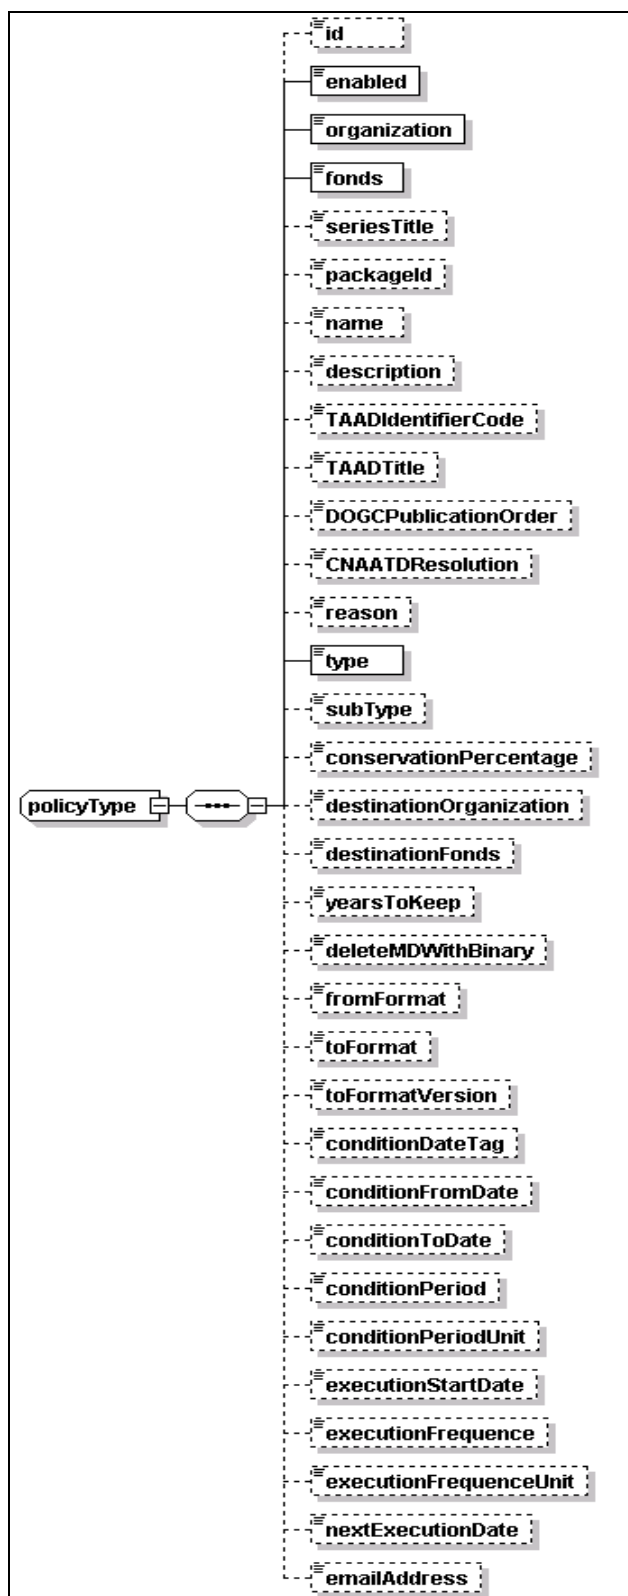 id
enabled
organization
fonds
seriesTitle
packageId
name
description
TAADIdentifierCode
TAADTitle
DOGCPublicationOrder
CNAATDResolution
reason
type
subType
conservationPercentage
policyType
destinationOrganization
destinationFonds
yearsToKeep
deleteMDWithBinary
fromFormat
toFormat
toFormatVersion
conditionDateTag
conditionFromDate
conditionToDate
conditionPeriod
conditionPeriodUnit
executionStartDate
executionFrequence
executionFrequenceUnit
nextExecutionDate
emailAddress